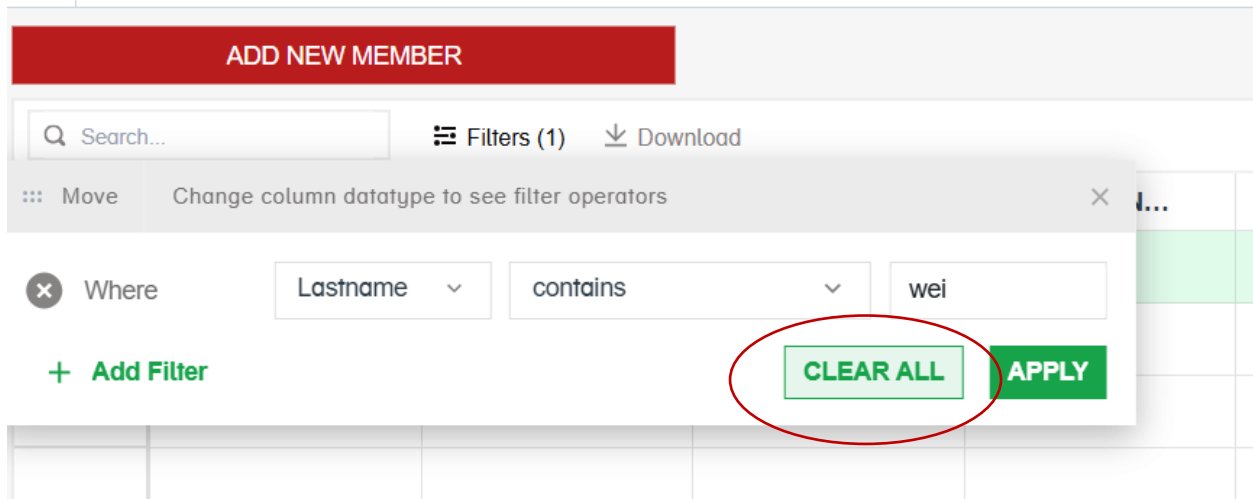 ADD NEW MEMBER
Search... Filters (1) Download
Move Change column datatype to see filter operators
N...
Where Lastname contains wei
+ Add Filter CLEAR ALL APPLY